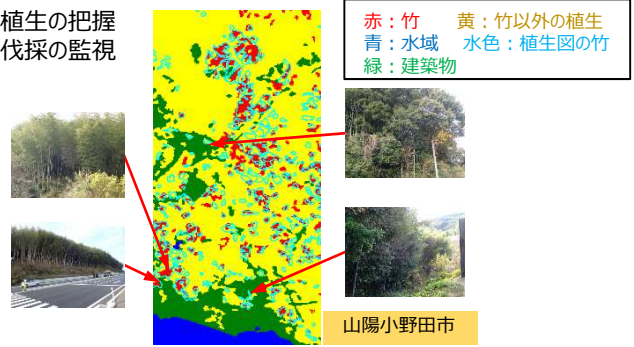 植生の把握
伐採の監視
赤：竹　黄：竹以外の植生
青：水域　水色：植生図の竹
緑：建築物
山陽小野田市